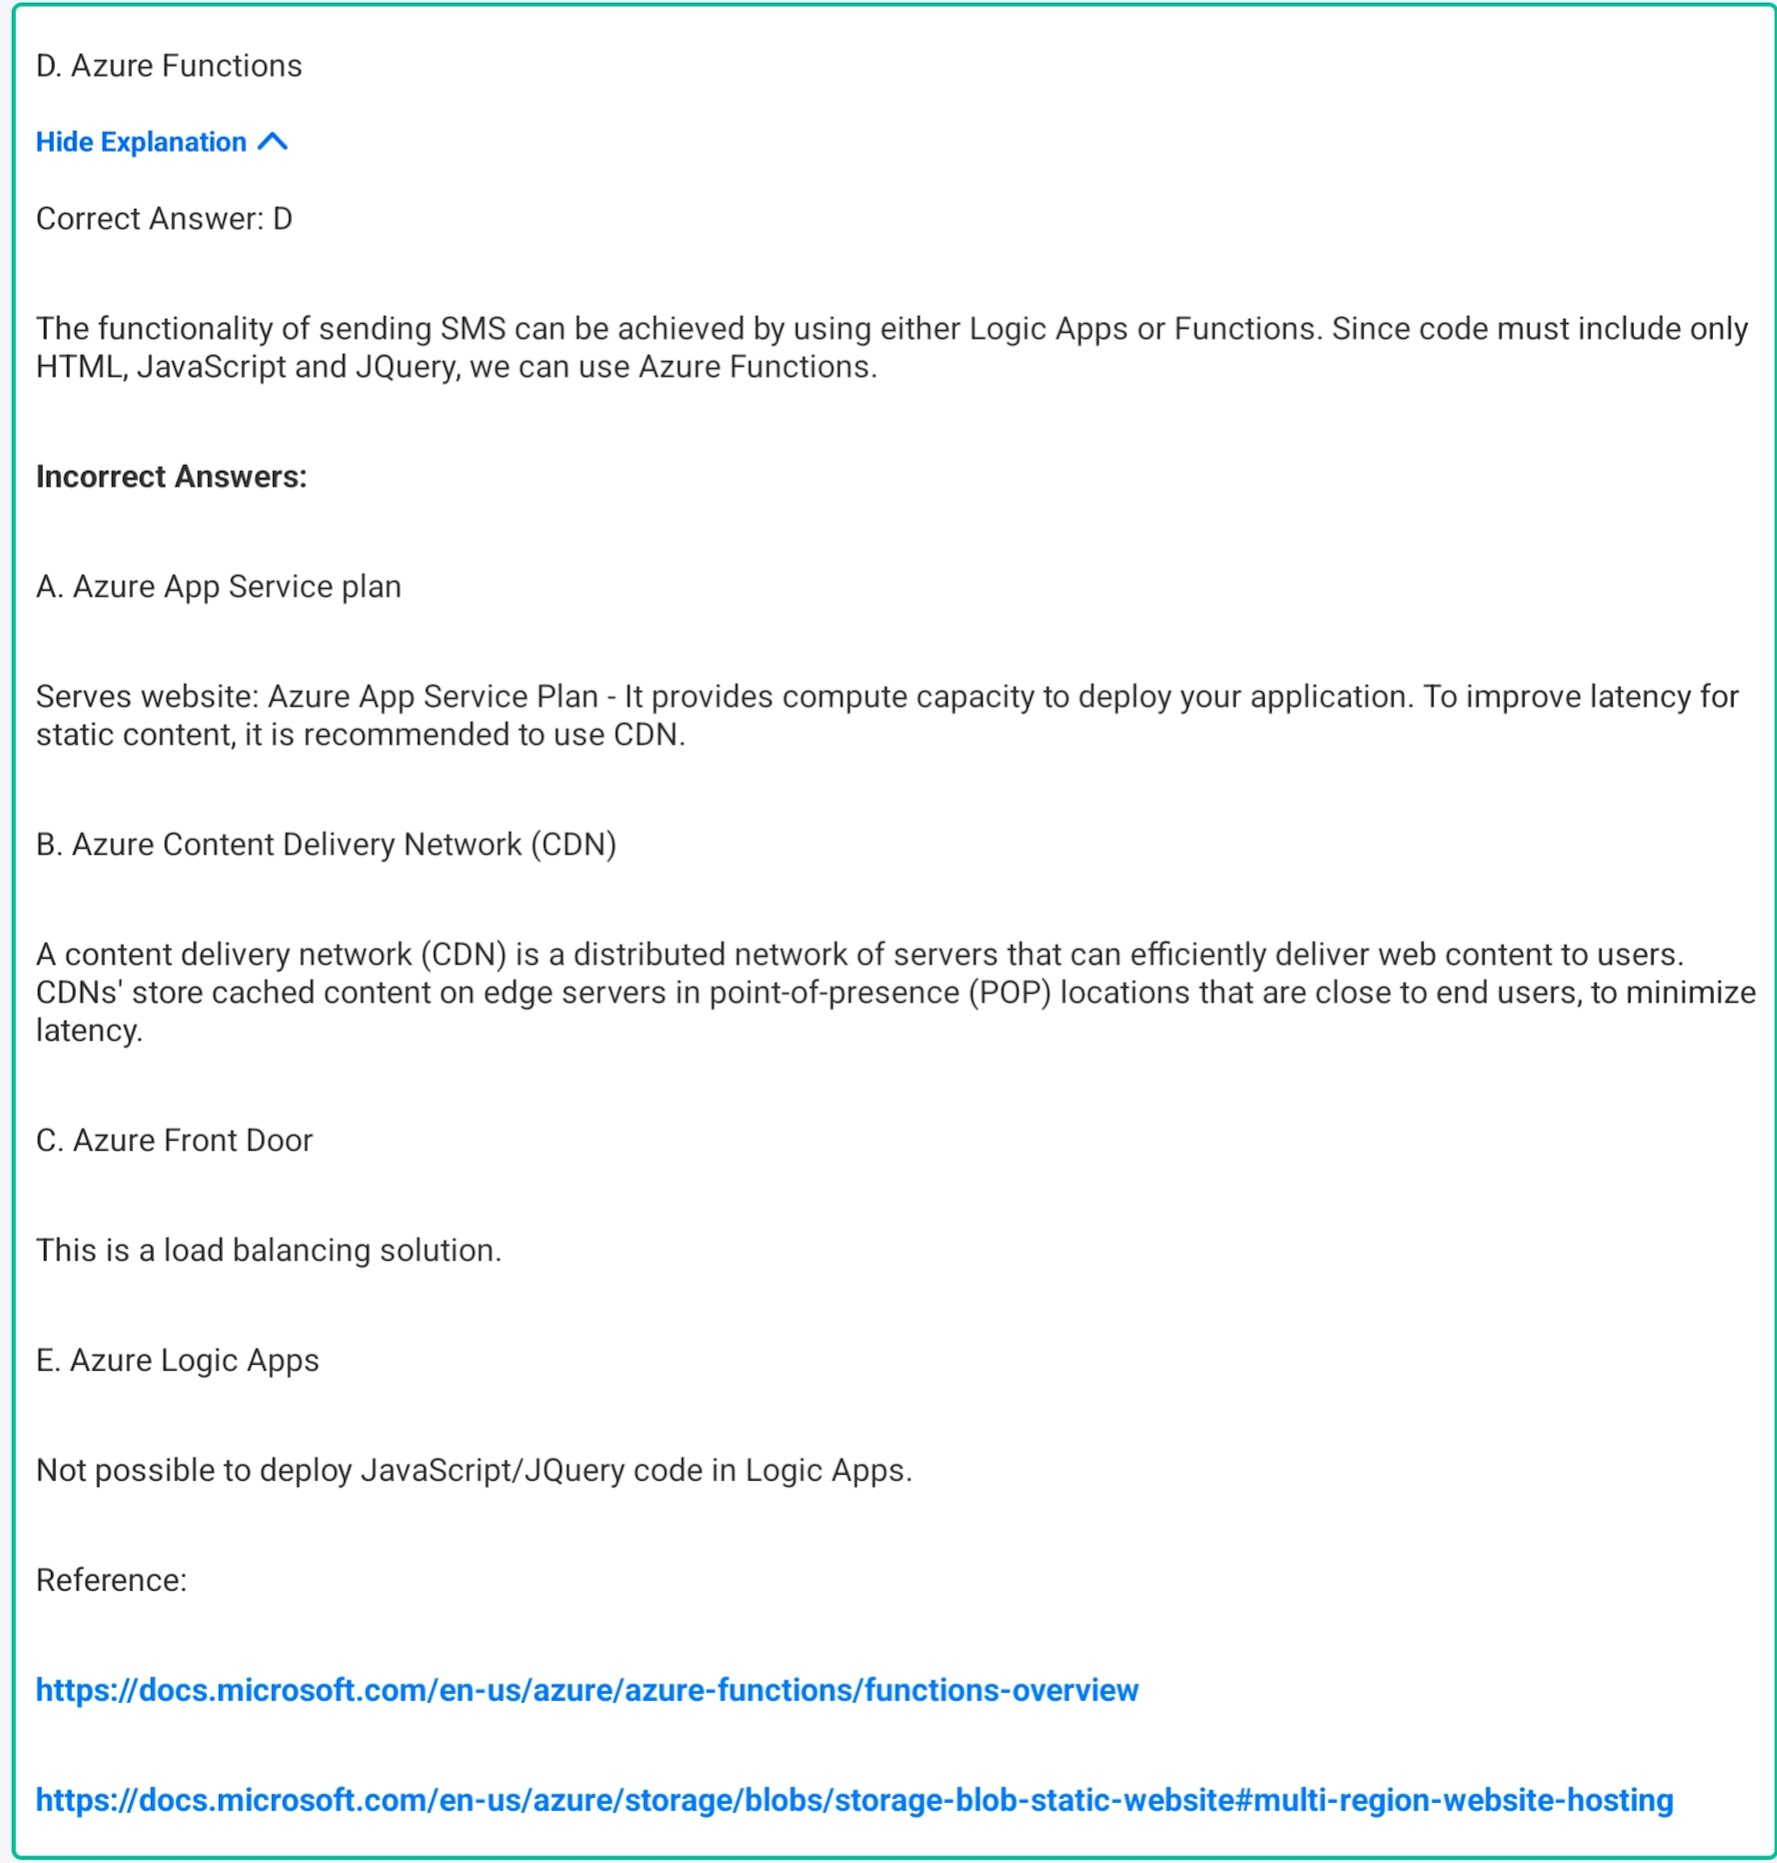 D. Azure Functions
Hide Explanation
Correct Answer: D
The functionality of sending SMS can be achieved by using either Logic Apps or Functions. Since code must include only
HTML, JavaScript and JQuery, we can use Azure Functions.
Incorrect Answers:
A. Azure App Service plan
Serves website: Azure App Service Plan - It provides compute capacity to deploy your application. To improve latency for
static content, it is recommended to use CDN.
B. Azure Content Delivery Network (CDN)
A content delivery network (CDN) is a distributed network of servers that can efficiently deliver web content to users.
CDNs' store cached content on edge servers in point-of-presence (POP) locations that are close to end users, to minimize
latency.
C. Azure Front Door
This is a load balancing solution.
E. Azure Logic Apps
Not possible to deploy JavaScript/JQuery code in Logic Apps.
Reference:
https://docs.microsoft.com/en-us/azure/azure-functions/functions-overview
https://docs.microsoft.com/en-us/azure/storage/blobs/storage-blob-static-website#multi-region-website-hosting